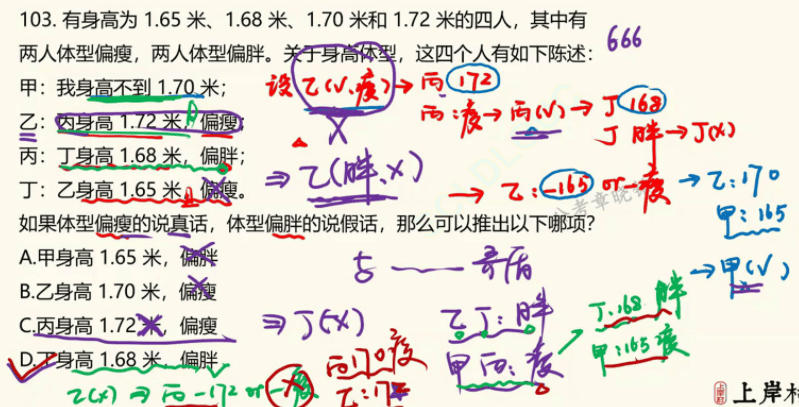 103. 有身高为 1.65 米、1.68 米、1.70 米和 1.72 米的四人，其中有
两人体型偏瘦，两人体型偏胖。关于身高体型，这四个人有如下陈述：
666
甲：我身高不到 1.70 米；
设 乙(√,瘦) → 丙 172
乙：丙身高 1.72 米，偏瘦；
丙:瘦 → 丙(√) → 丁 168
丁 胖 → 丁(×)
丙：丁身高 1.68 米，偏胖；
⇒ 乙(胖、×)
丁：乙身高 1.65 米，偏瘦。
→ 乙:-165 or -瘦 → 乙:170
甲:165
如果体型偏瘦的说真话，体型偏胖的说假话，那么可以推出以下哪项？
A.甲身高 1.65 米，偏胖
→ 甲(√)
B.乙身高 1.70 米，偏瘦
C.丙身高 1.72 米，偏瘦
⇒ 丁(×)
乙丁:胖
丁:168 胖
D.丁身高 1.68 米，偏胖
丙170瘦
甲丙:瘦
甲:165 瘦
乙(×) ⇒ 丙-172 or -瘦
上岸村